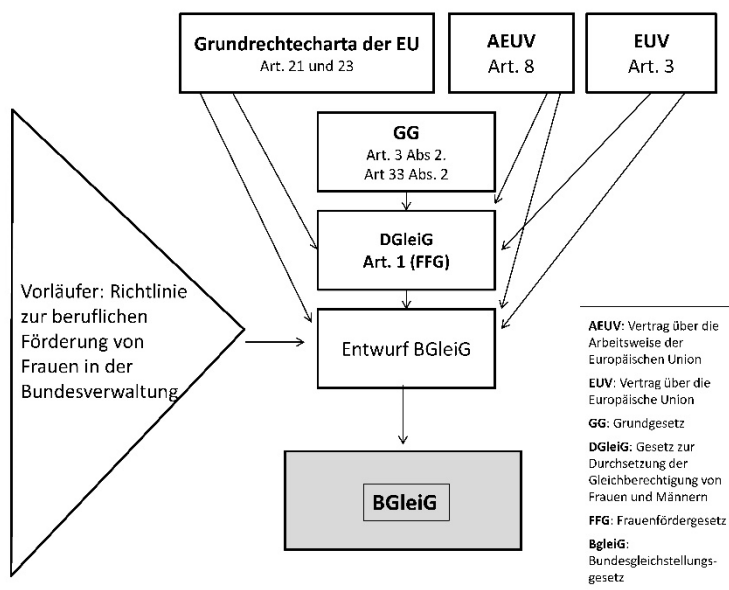 Grundrechtecharta der EU
Art. 21 und 23
AEUV
Art. 8
EUV
Art. 3
GG
Art. 3 Abs 2.
Art 33 Abs. 2
DGleiG
Art. 1 (FFG)
Vorläufer: Richtlinie
zur beruflichen
Förderung von
Frauen in der
Bundesverwaltung
Entwurf BGleiG
BGleiG
AEUV: Vertrag über die
Arbeitsweise der
Europäischen Union
EUV: Vertrag über die
Europäische Union
GG: Grundgesetz
DGleiG: Gesetz zur
Durchsetzung der
Gleichberechtigung von
Frauen und Männern
FFG: Frauenfördergesetz
BgleiG:
Bundesgleichstellungs-
gesetz